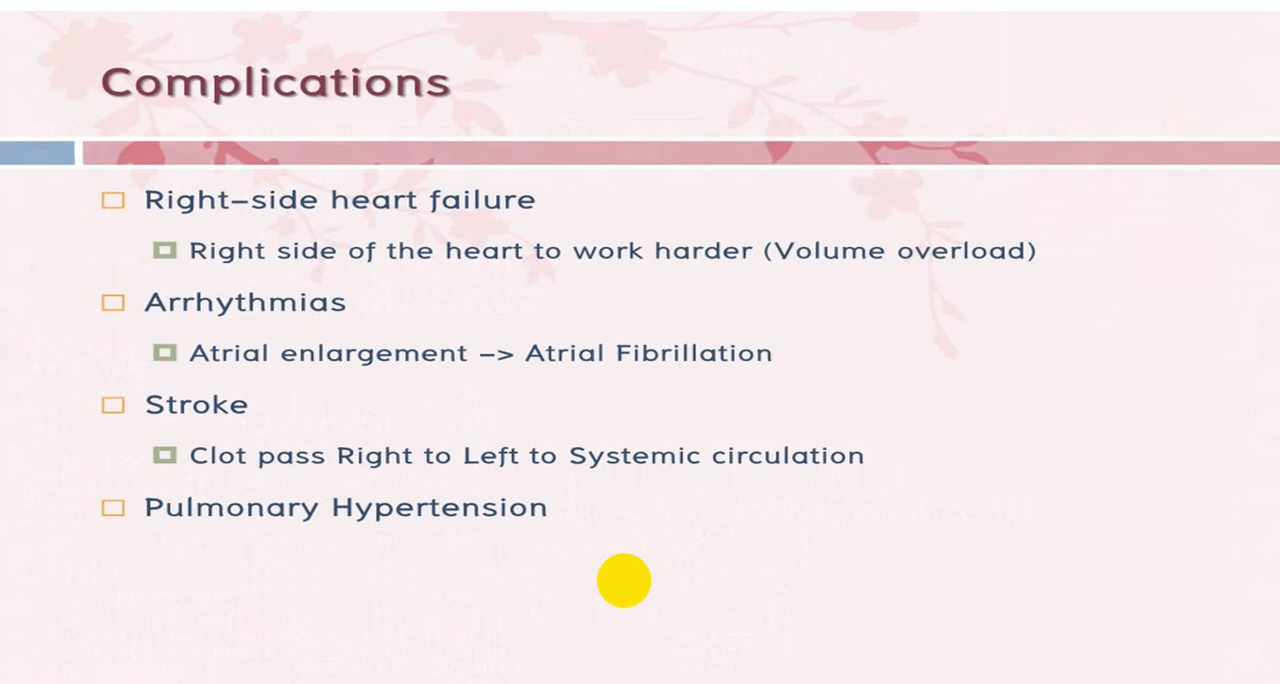 Complications
Right-side heart failure
Right side of the heart to work harder (Volume overload)
Arrhythmias
Atrial enlargement -> Atrial Fibrillation
Stroke
Clot pass Right to Left to Systemic circulation
Pulmonary Hypertension